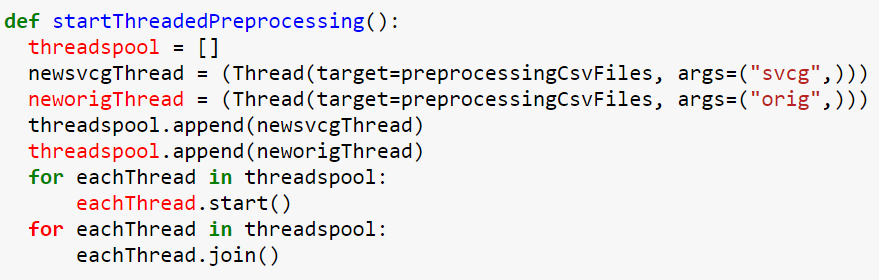 def startThreadedPreprocessing():
  threadspool = []
  newsvcgThread = (Thread(target=preprocessingCsvFiles, args=("svcg",)))
  neworigThread = (Thread(target=preprocessingCsvFiles, args=("orig",)))
  threadspool.append(newsvcgThread)
  threadspool.append(neworigThread)
  for eachThread in threadspool:
      eachThread.start()
  for eachThread in threadspool:
      eachThread.join()